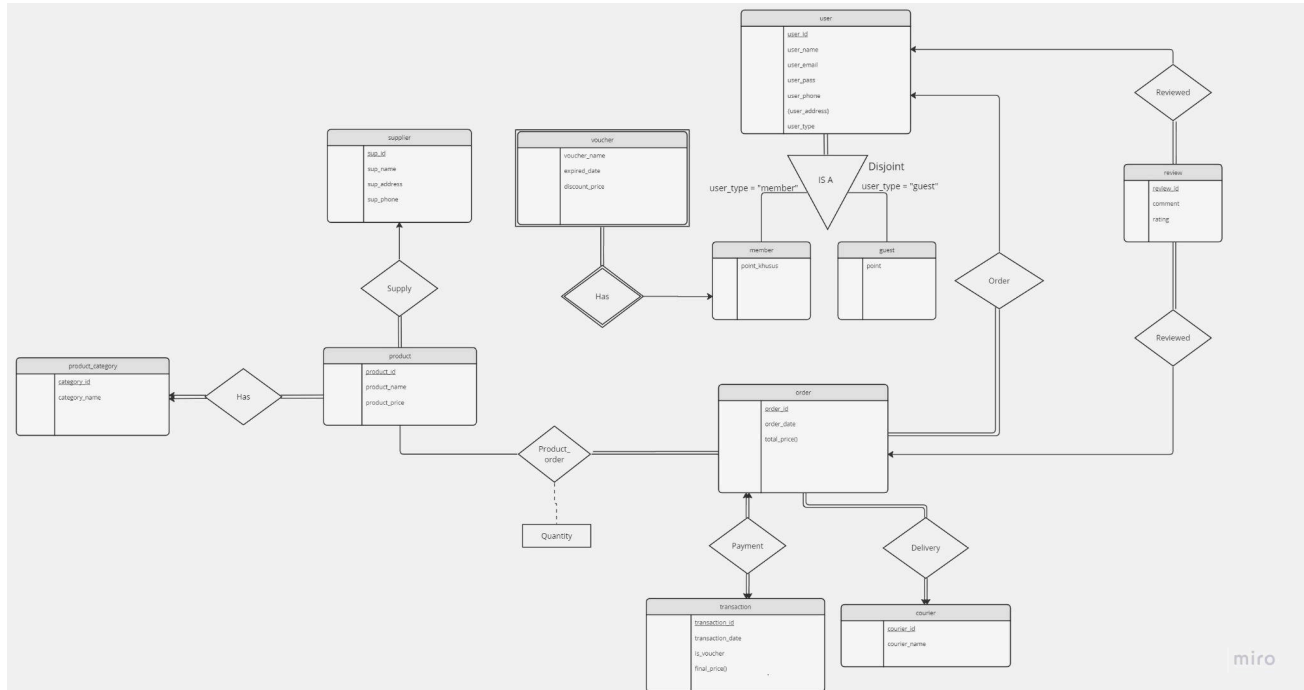 user
user_id
user_name
user_email
user_pass
user_phone
{user_address}
user_type
Reviewed
supplier
sup_id
sup_name
sup_address
sup_phone
voucher
voucher_name
expired_date
discount_price
IS A
Disjoint
user_type = "member"
user_type = "guest"
review
review_id
comment
rating
member
point_khusus
guest
point
Supply
Has
Order
Reviewed
product_category
category_id
category_name
Has
product
product_id
product_name
product_price
order
order_id
order_date
total_price()
Product_
order
Quantity
Payment
Delivery
transaction
transaction_id
transaction_date
is_voucher
final_price()
courier
courier_id
courier_name
miro